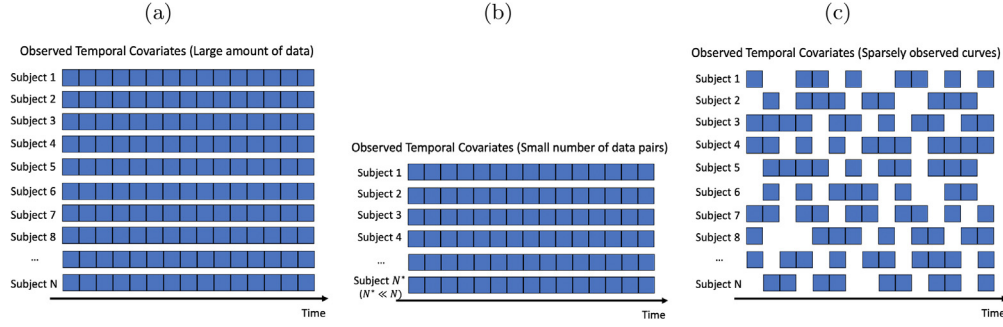 (a)
Observed Temporal Covariates (Large amount of data)
Subject 1
Subject 2
Subject 3
Subject 4
Subject 5
Subject 6
Subject 7
Subject 8
...
Subject N
Time
(b)
Observed Temporal Covariates (Small number of data pairs)
Subject 1
Subject 2
Subject 3
Subject 4
...
Subject N*
(N* ≪ N)
Time
(c)
Observed Temporal Covariates (Sparsely observed curves)
Subject 1
Subject 2
Subject 3
Subject 4
Subject 5
Subject 6
Subject 7
Subject 8
...
Subject N
Time